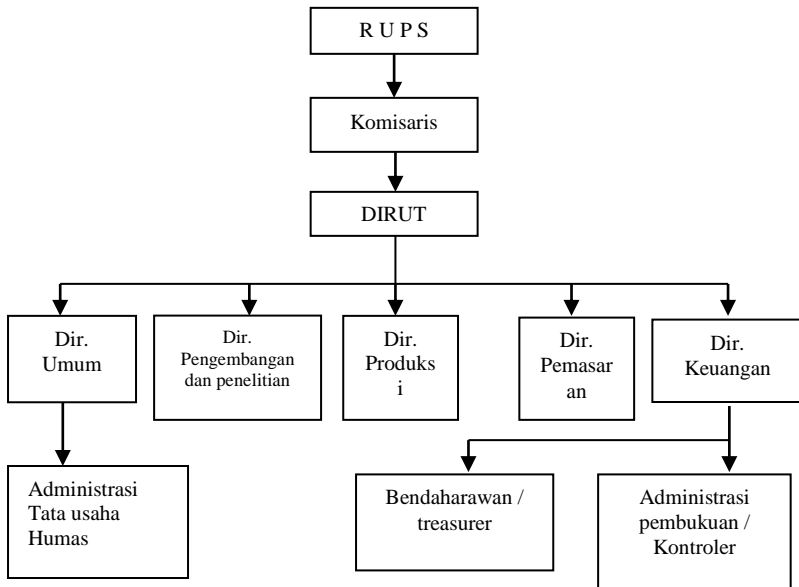 R U P S
Komisaris
DIRUT
Dir.
Umum
Dir.
Pengembangan
dan penelitian
Dir.
Produks
i
Dir.
Pemasar
an
Dir.
Keuangan
Administrasi
Tata usaha
Humas
Bendaharawan /
treasurer
Administrasi
pembukuan /
Kontroler